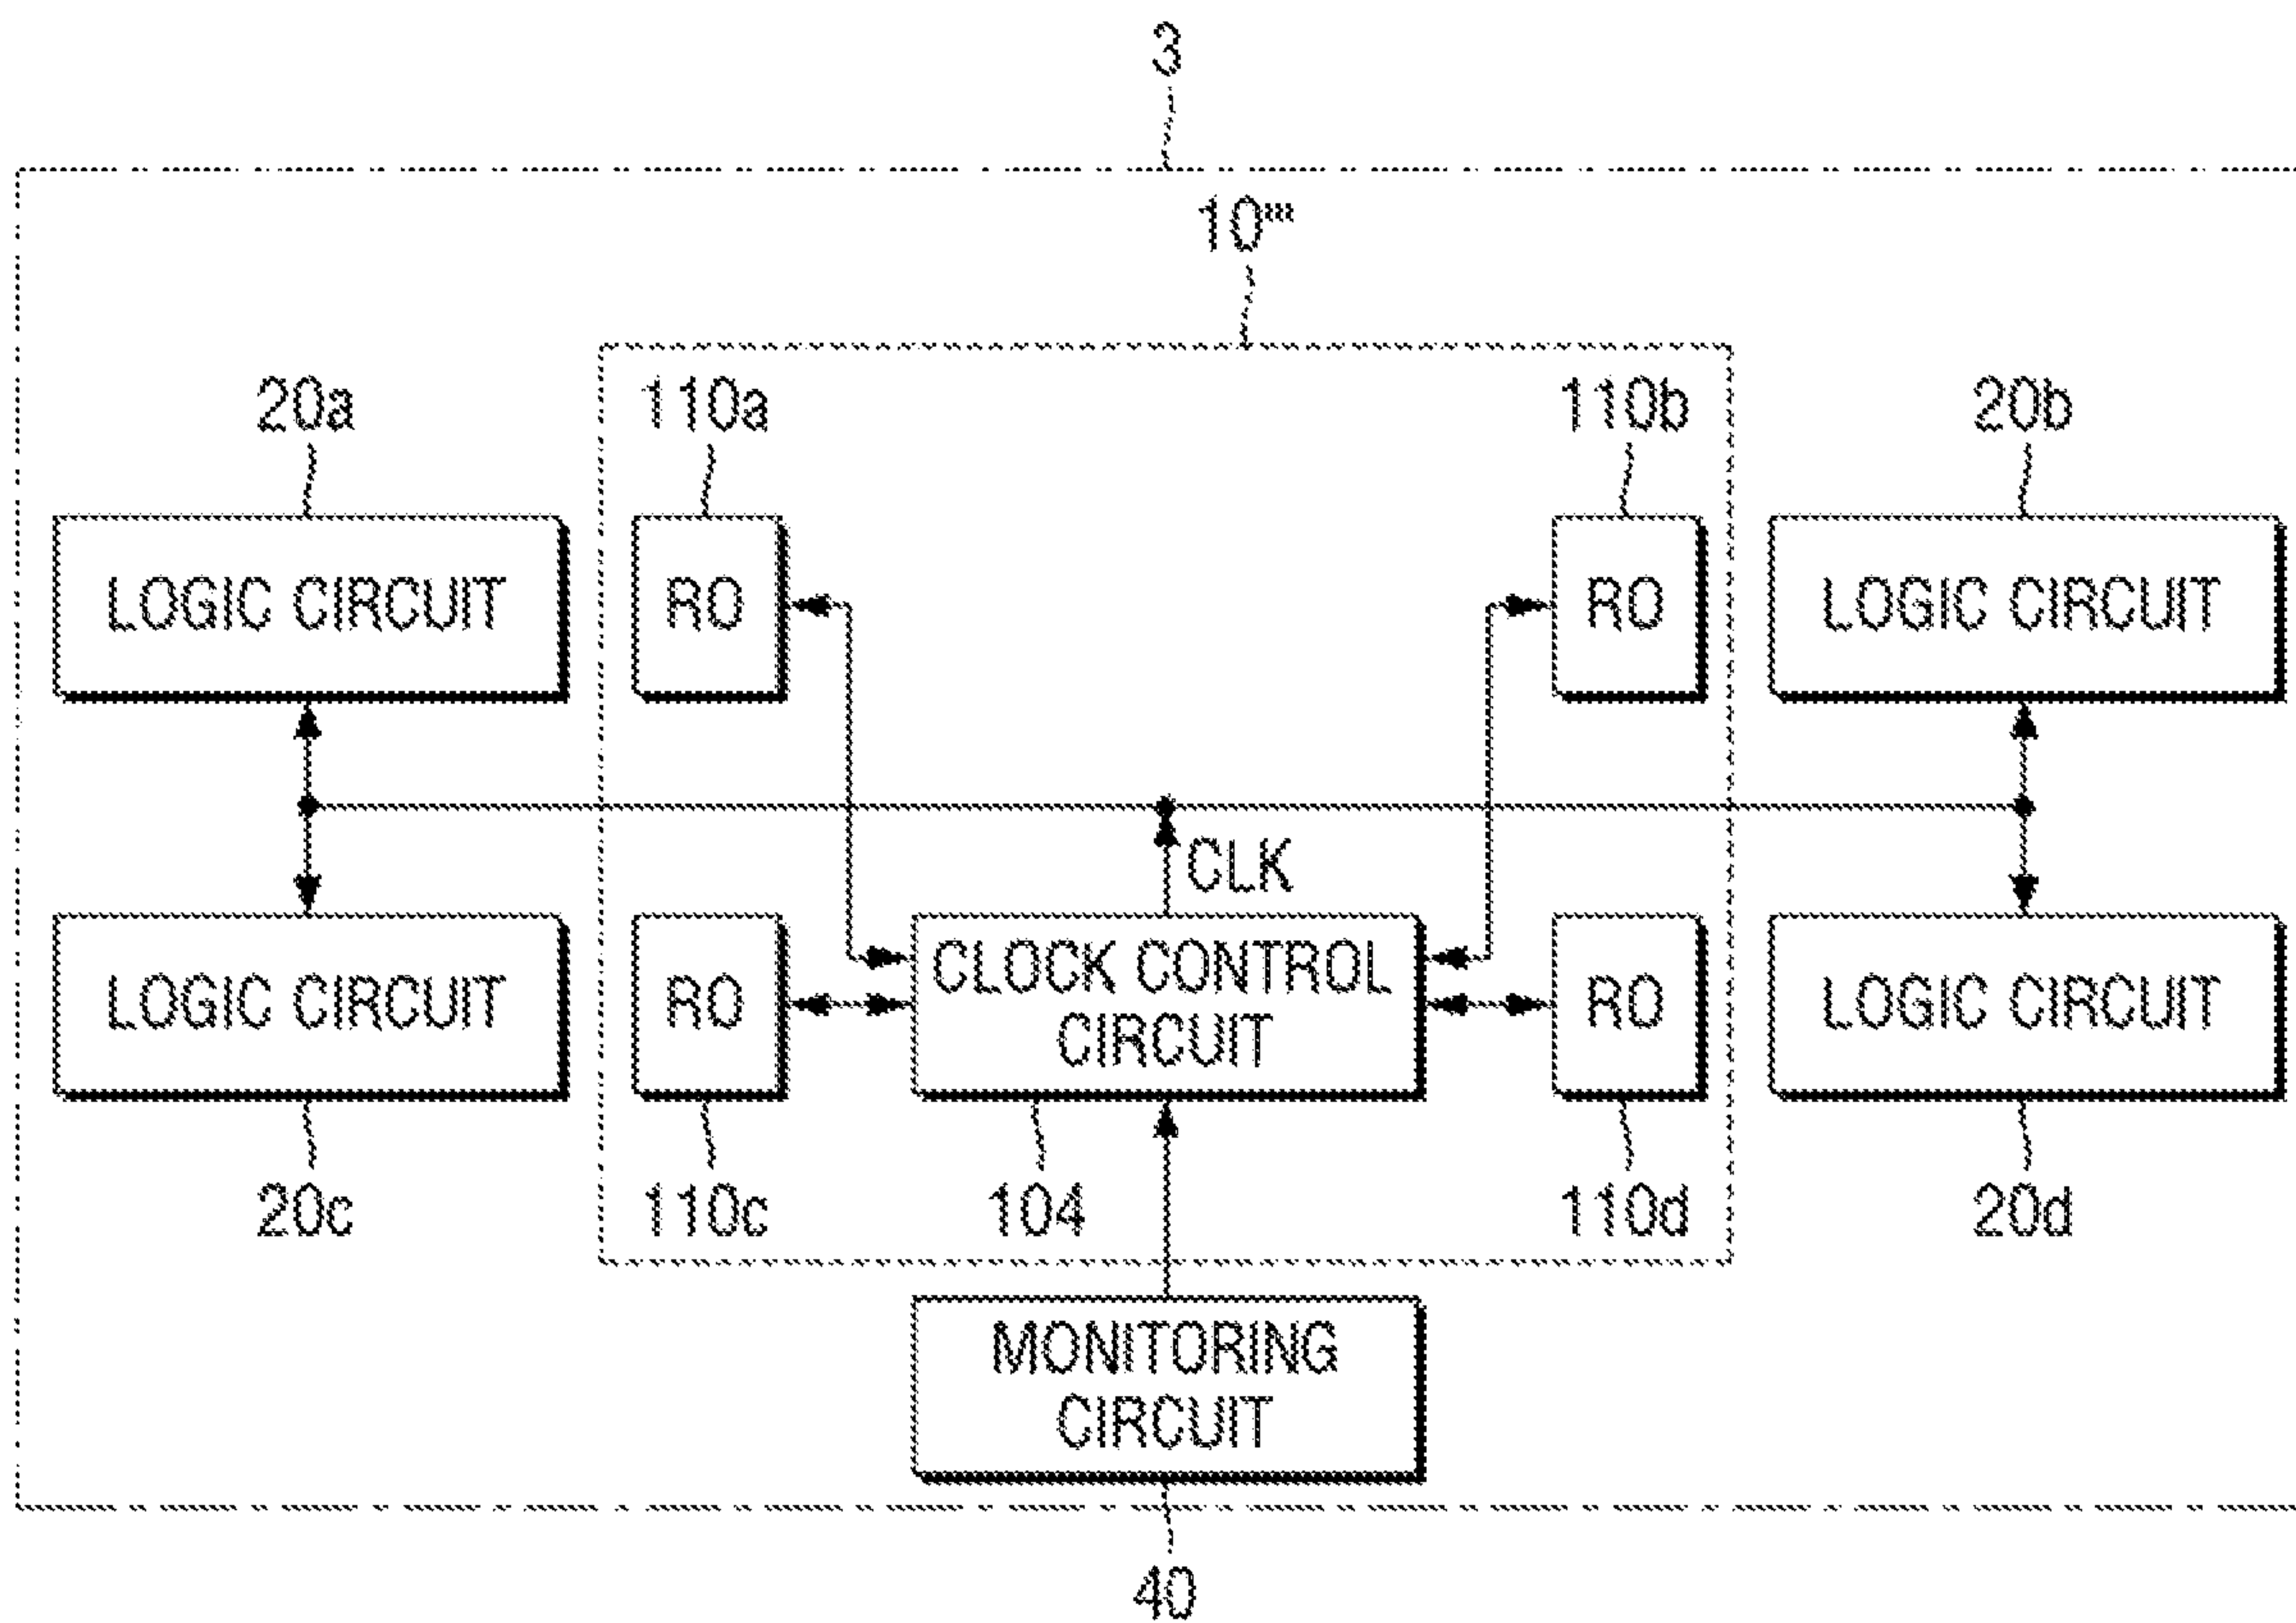 3
10'''
20a
110a
110b
20b
LOGIC CIRCUIT
RO
RO
LOGIC CIRCUIT
CLK
LOGIC CIRCUIT
RO
CLOCK CONTROL
CIRCUIT
RO
LOGIC CIRCUIT
20c
110c
104
110d
20d
MONITORING
CIRCUIT
40